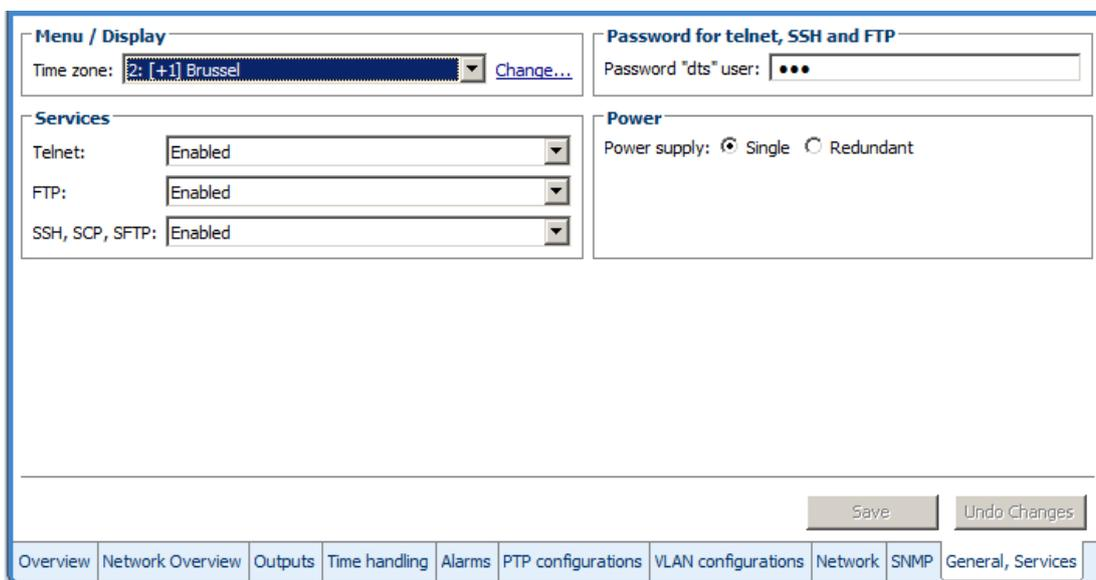 Menu / Display
Time zone: 2: [+1] Brussel Change...
Password for telnet, SSH and FTP
Password "dts" user: •••
Services
Telnet: Enabled
FTP: Enabled
SSH, SCP, SFTP: Enabled
Power
Power supply: Single Redundant
Save Undo Changes
Overview Network Overview Outputs Time handling Alarms PTP configurations VLAN configurations Network SNMP General, Services